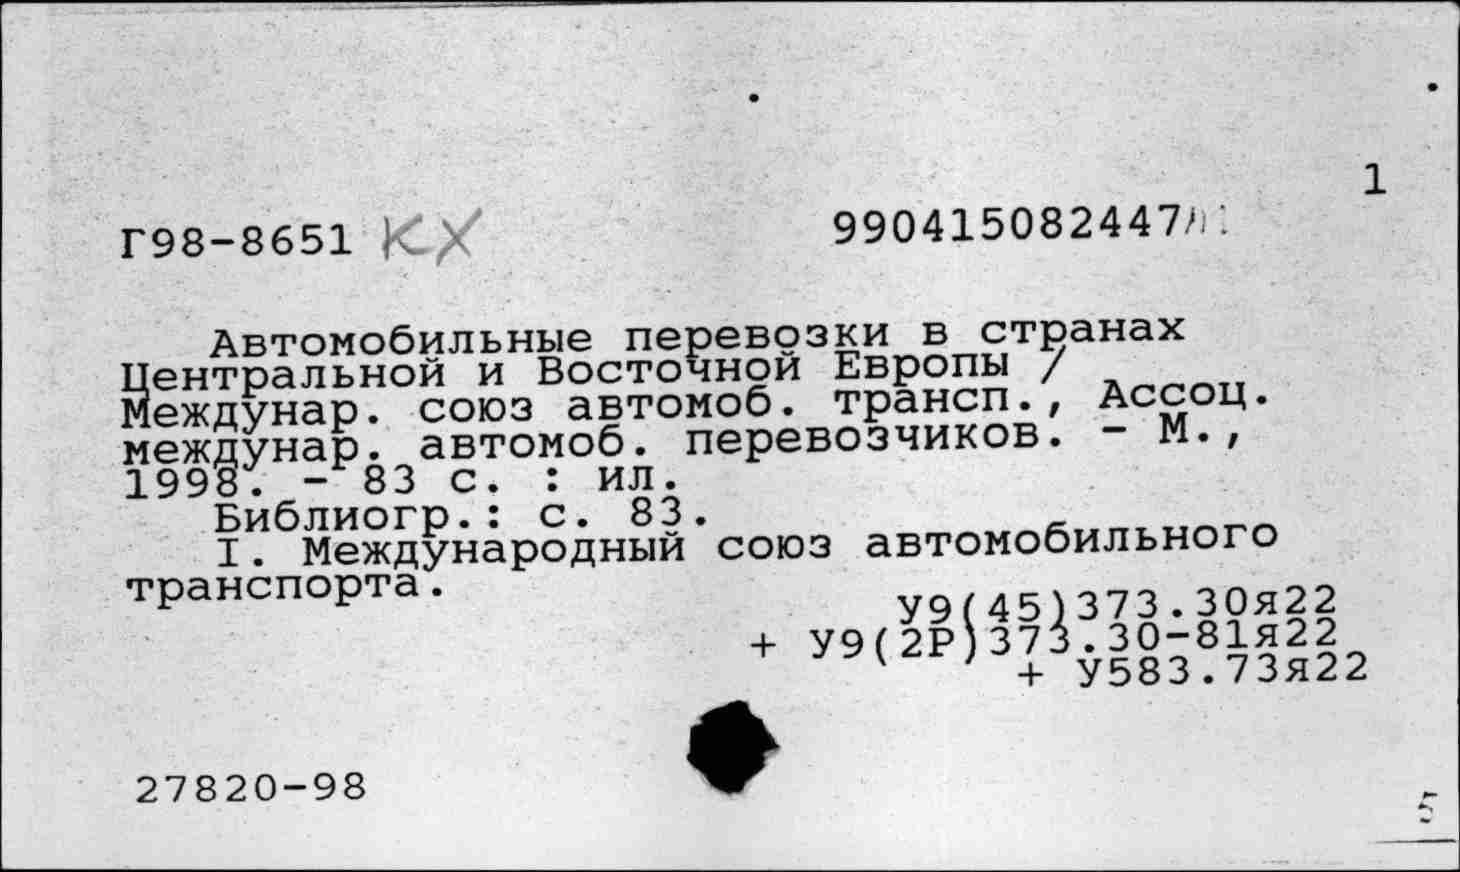 1
Г98-8651 КХ
990415082447
Автомобильные перевозки в странах
Центральной и Восточной Европы /
Междунар. союз автомоб. трансп., Ассоц.
междунар. автомоб. перевозчиков. - М.,
1998. - 83 с. : ил.
Библиогр.: с. 83.
I. Международный союз автомобильного
транспорта.
У9(45)373.30я22
+ У9(2Р)373.30-81я22
+ У583.73я22
27820-98
5